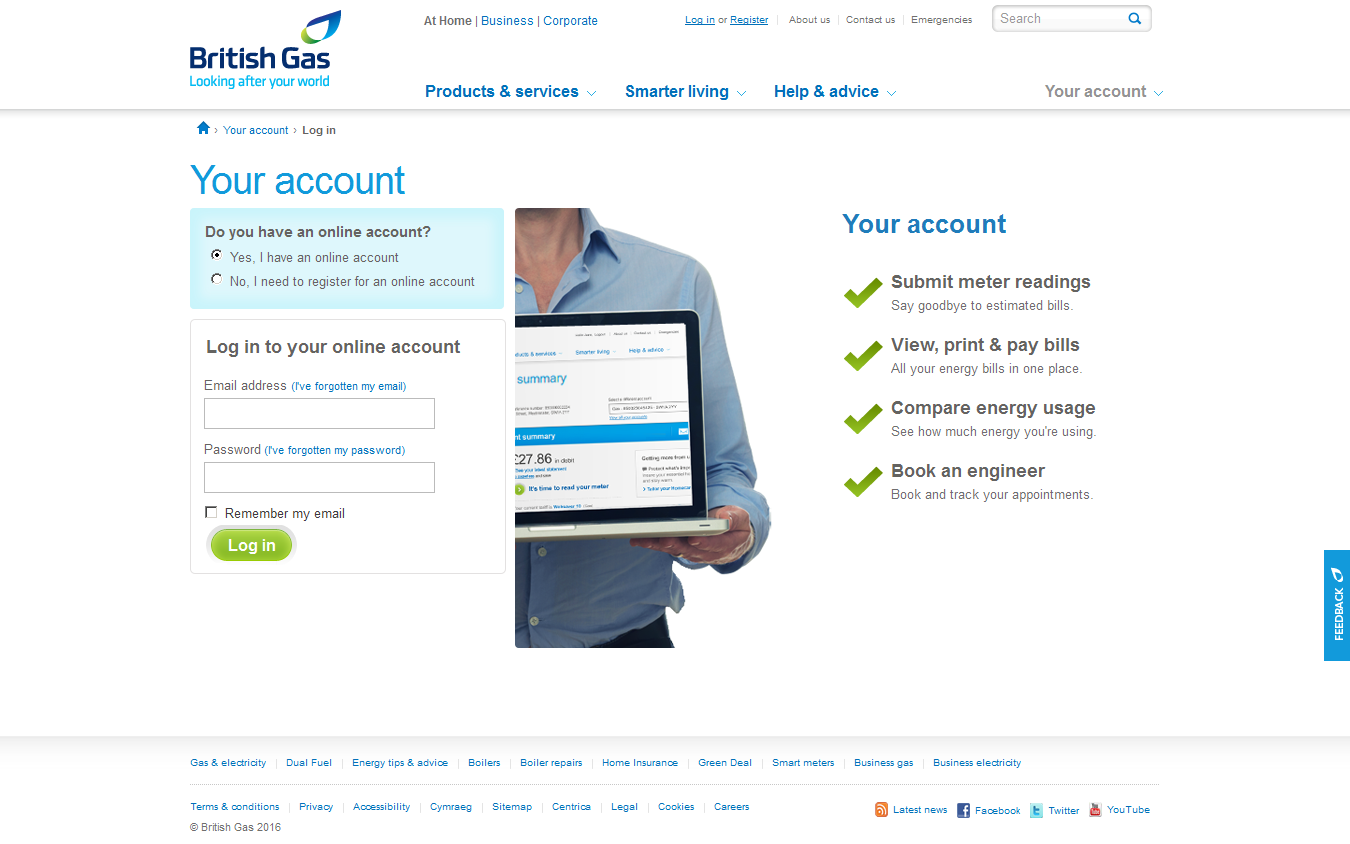 British Gas
Looking after your world
At Home | Business | Corporate
Log in or Register
About us
Contact us
Emergencies
Search
Products & services
Smarter living
Help & advice
Your account
› Your account › Log in
Your account
Do you have an online account?
Yes, I have an online account
No, I need to register for an online account
Log in to your online account
Email address (I've forgotten my email)
Password (I've forgotten my password)
Remember my email
Log in
Smarter living
Help & advice
summary
summary
£27.86 in debit
It's time to read your meter
Your account
Submit meter readings
Say goodbye to estimated bills.
View, print & pay bills
All your energy bills in one place.
Compare energy usage
See how much energy you're using.
Book an engineer
Book and track your appointments.
FEEDBACK
Gas & electricity
Dual Fuel
Energy tips & advice
Boilers
Boiler repairs
Home Insurance
Green Deal
Smart meters
Business gas
Business electricity
Terms & conditions
Privacy
Accessibility
Cymraeg
Sitemap
Centrica
Legal
Cookies
Careers
Latest news
Facebook
Twitter
YouTube
© British Gas 2016